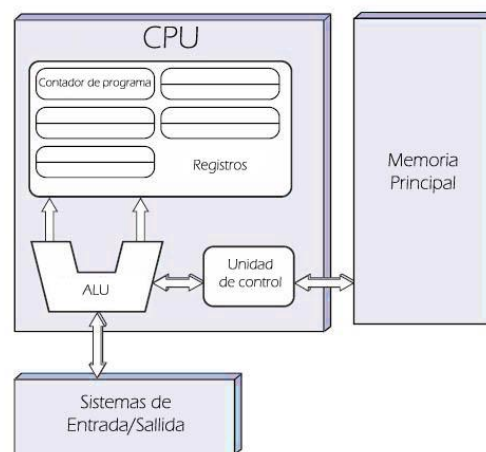 CPU
Contador de programa
Registros
Memoria
Principal
Unidad
de control
ALU
Sistemas de
Entrada/Sallida